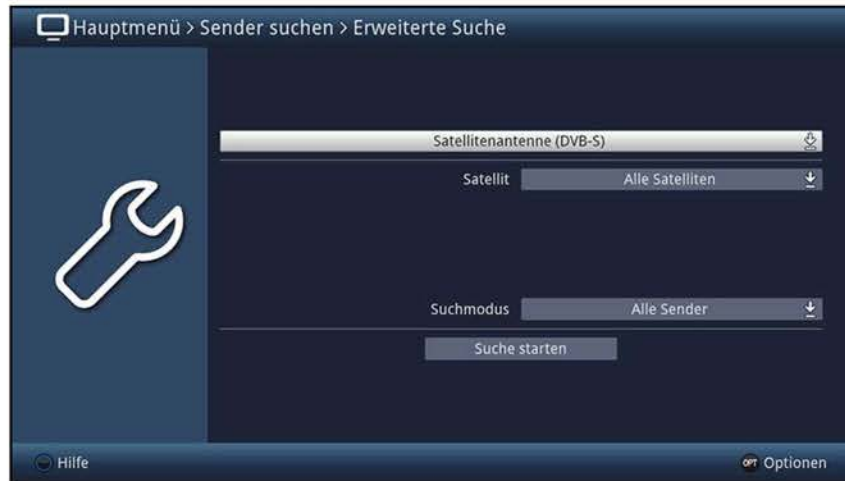 Hauptmenü > Sender suchen > Erweiterte Suche
Satellitenantenne (DVB-S)
Satellit Alle Satelliten
Suchmodus Alle Sender
Suche starten
Hilfe OPT Optionen